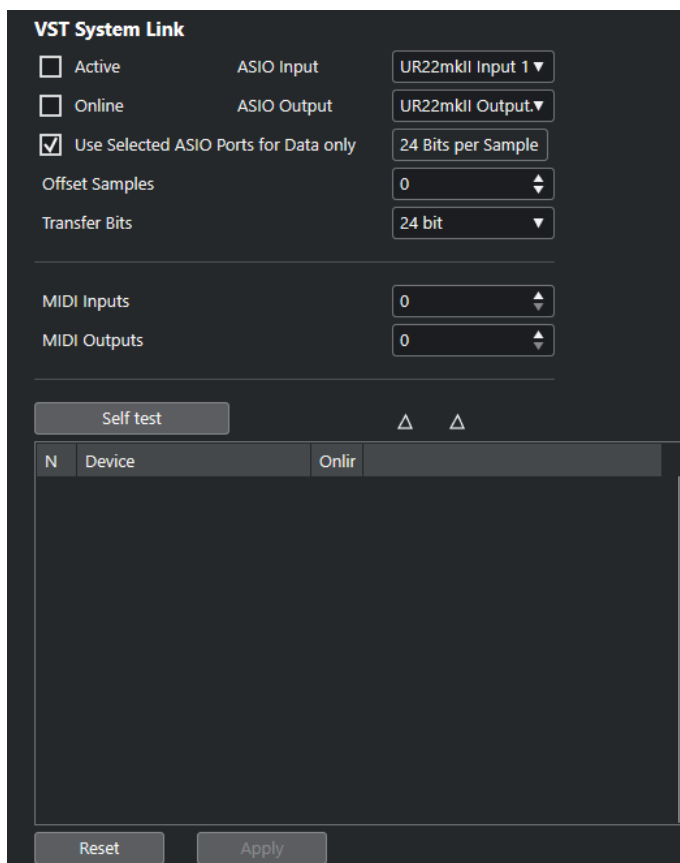 VST System Link
Active ASIO Input UR22mkII Input 1
Online ASIO Output UR22mkII Output.
Use Selected ASIO Ports for Data only 24 Bits per Sample
Offset Samples 0
Transfer Bits 24 bit
MIDI Inputs 0
MIDI Outputs 0
Self test
N Device Onlir
Reset Apply